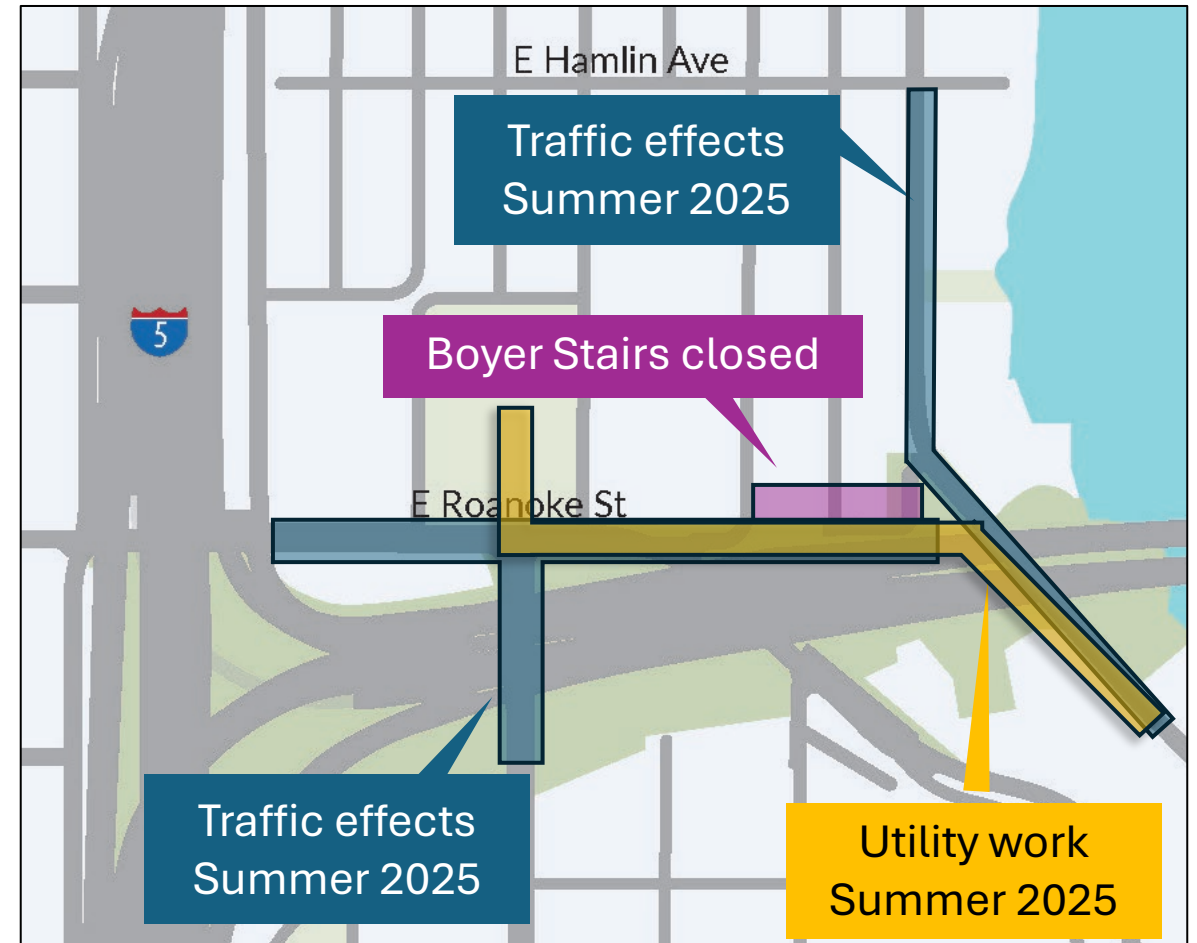 E Hamlin Ave
Traffic effects
Summer 2025
5
Boyer Stairs closed
E Roanoke St
Traffic effects
Summer 2025
Utility work
Summer 2025